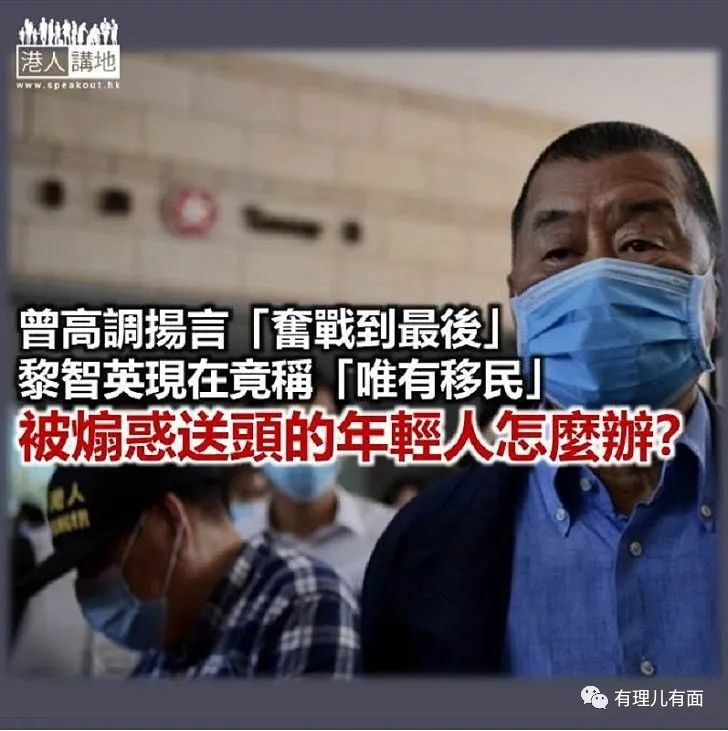 港人講地
www.speakout.hk
曾高調揚言「奮戰到最後」
黎智英現在竟稱「唯有移民」
被煽惑送頭的年輕人怎麼辦?
港人
有理儿有面